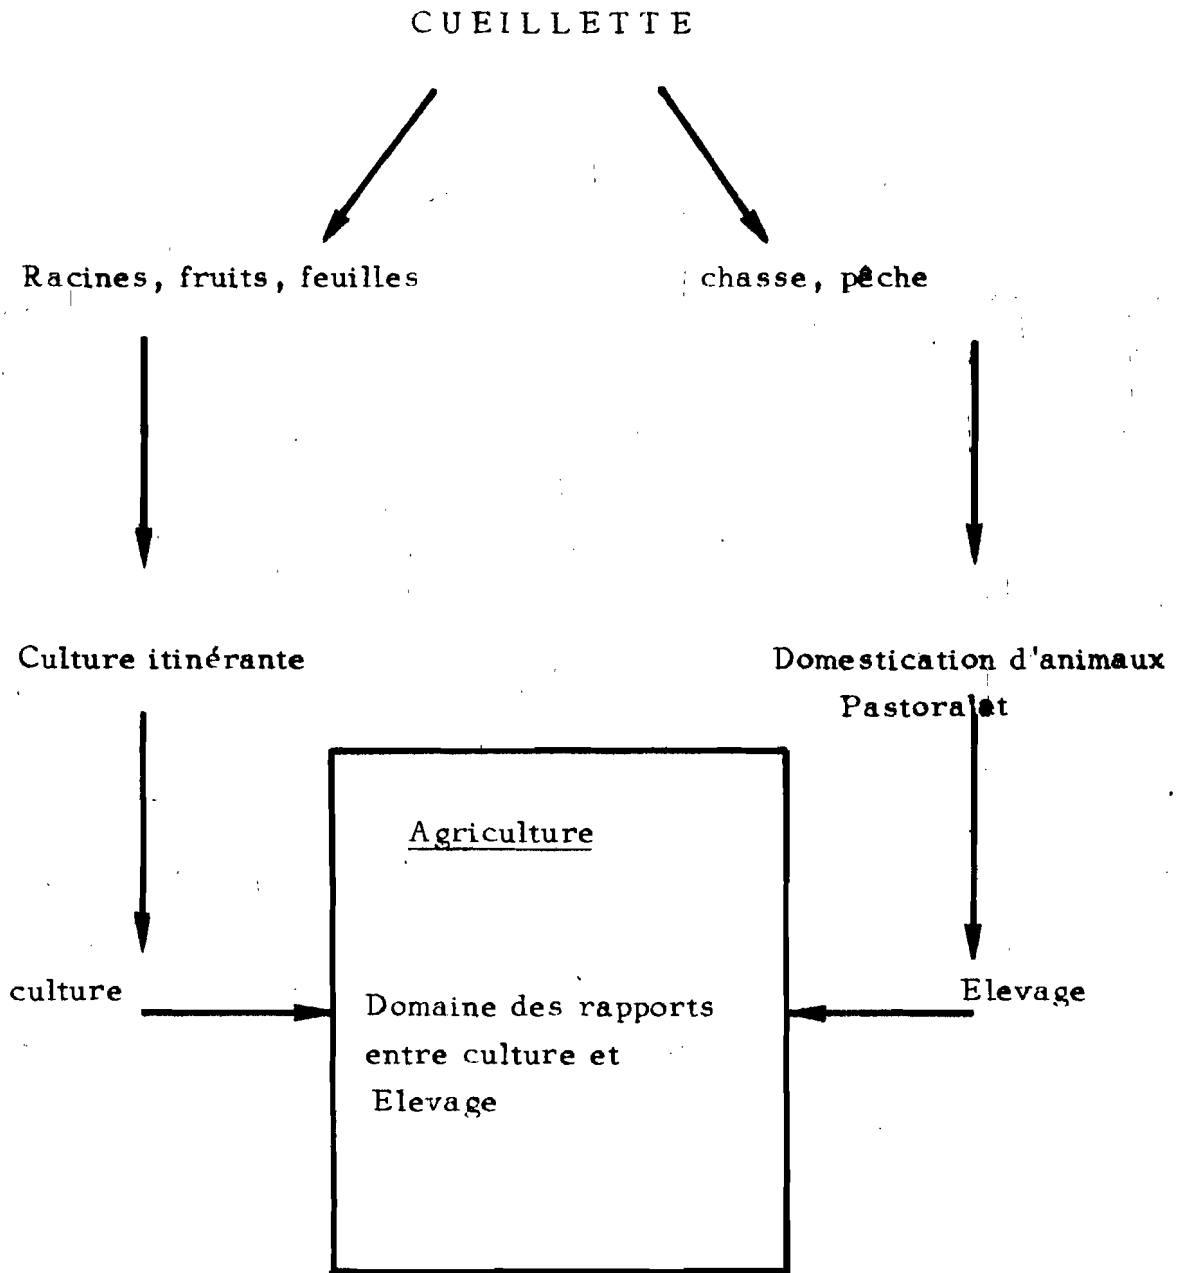 CUEILLETTE
Racines, fruits, feuilles
chasse, pêche
Culture itinérante
Domestication d'animaux
Pastoralat
Agriculture
culture
Elevage
Domaine des rapports
entre culture et
Elevage